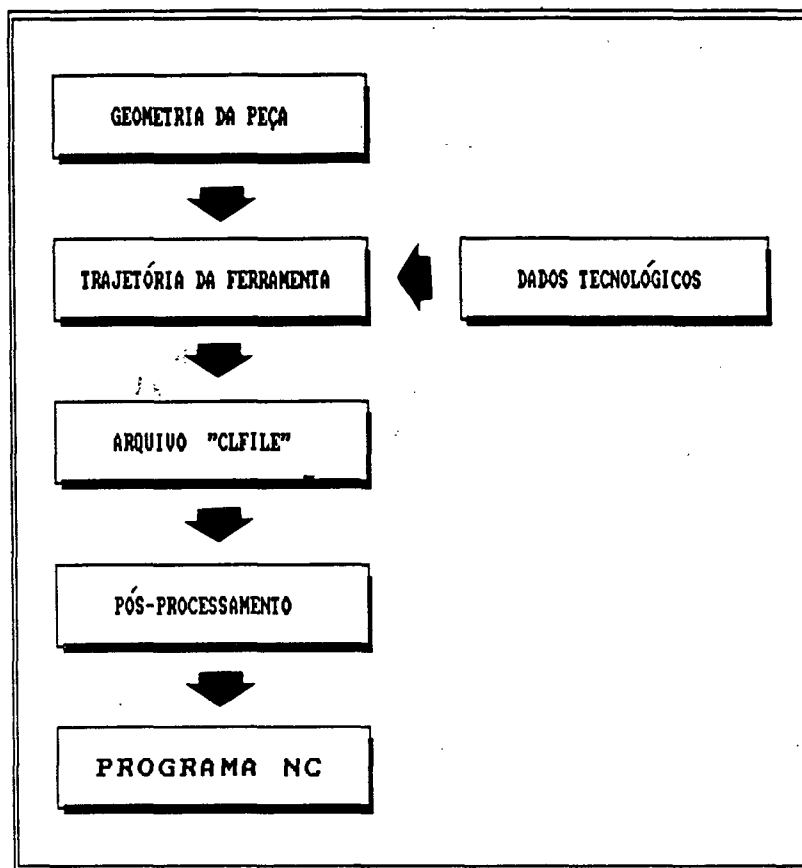 GEOMETRIA DA PEÇA
TRAJETÓRIA DA FERRAMENTA
DADOS TECNOLÓGICOS
ARQUIVO "CLFILE"
PÓS-PROCESSAMENTO
PROGRAMA NC